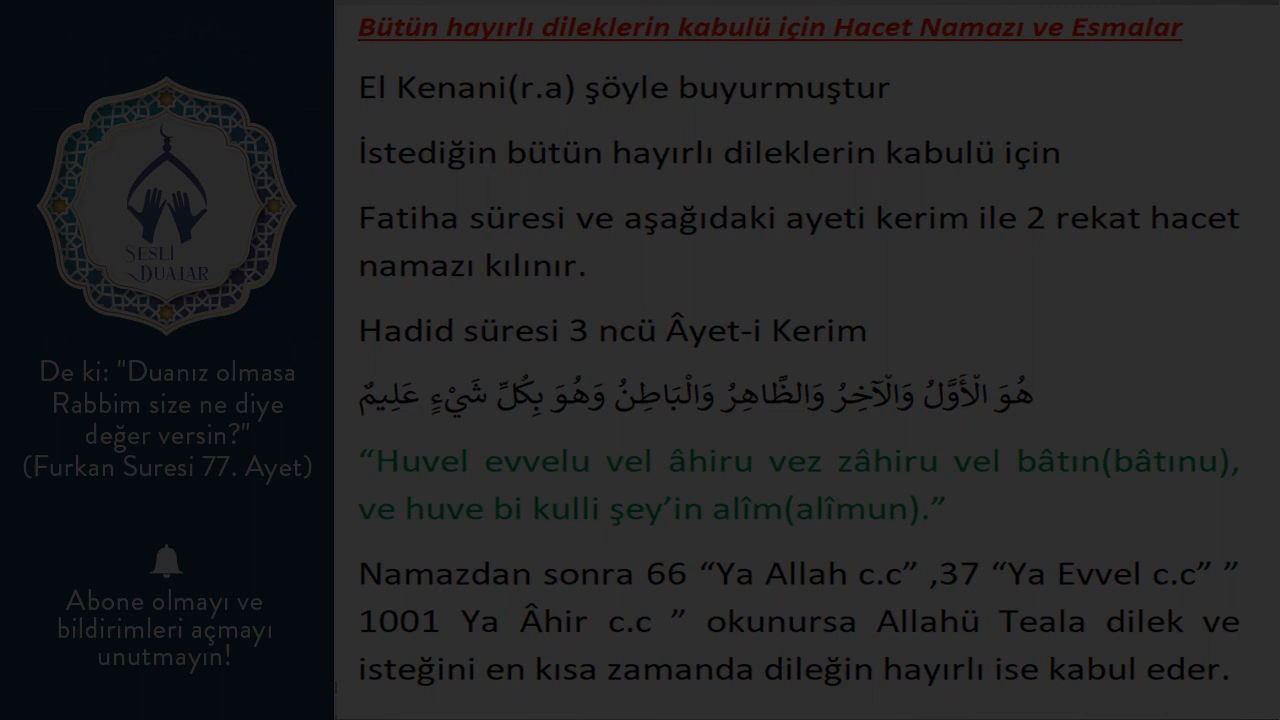 SESLİ
DUALAR
De ki: "Duanız olmasa
Rabbim size ne diye
değer versin?"
(Furkan Suresi 77. Ayet)
Abone olmayı ve
bildirimleri açmayı
unutmayın!
Bütün hayırlı dileklerin kabulü için Hacet Namazı ve Esmalar
El Kenani(r.a) şöyle buyurmuştur
İstediğin bütün hayırlı dileklerin kabulü için
Fatiha süresi ve aşağıdaki ayeti kerim ile 2 rekat hacet
namazı kılınır.
Hadid süresi 3 ncü Âyet-i Kerim
هُوَ الْأَوَّلُ وَالْآخِرُ وَالظَّاهِرُ وَالْبَاطِنُ وَهُوَ بِكُلِّ شَيْءٍ عَلِيمٌ
“Huvel evvelu vel âhiru vez zâhiru vel bâtın(bâtınu),
ve huve bi kulli şey’in alîm(alîmun).”
Namazdan sonra 66 “Ya Allah c.c” ,37 “Ya Evvel c.c” ”
1001 Ya Âhir c.c ” okunursa Allahü Teala dilek ve
isteğini en kısa zamanda dileğin hayırlı ise kabul eder.